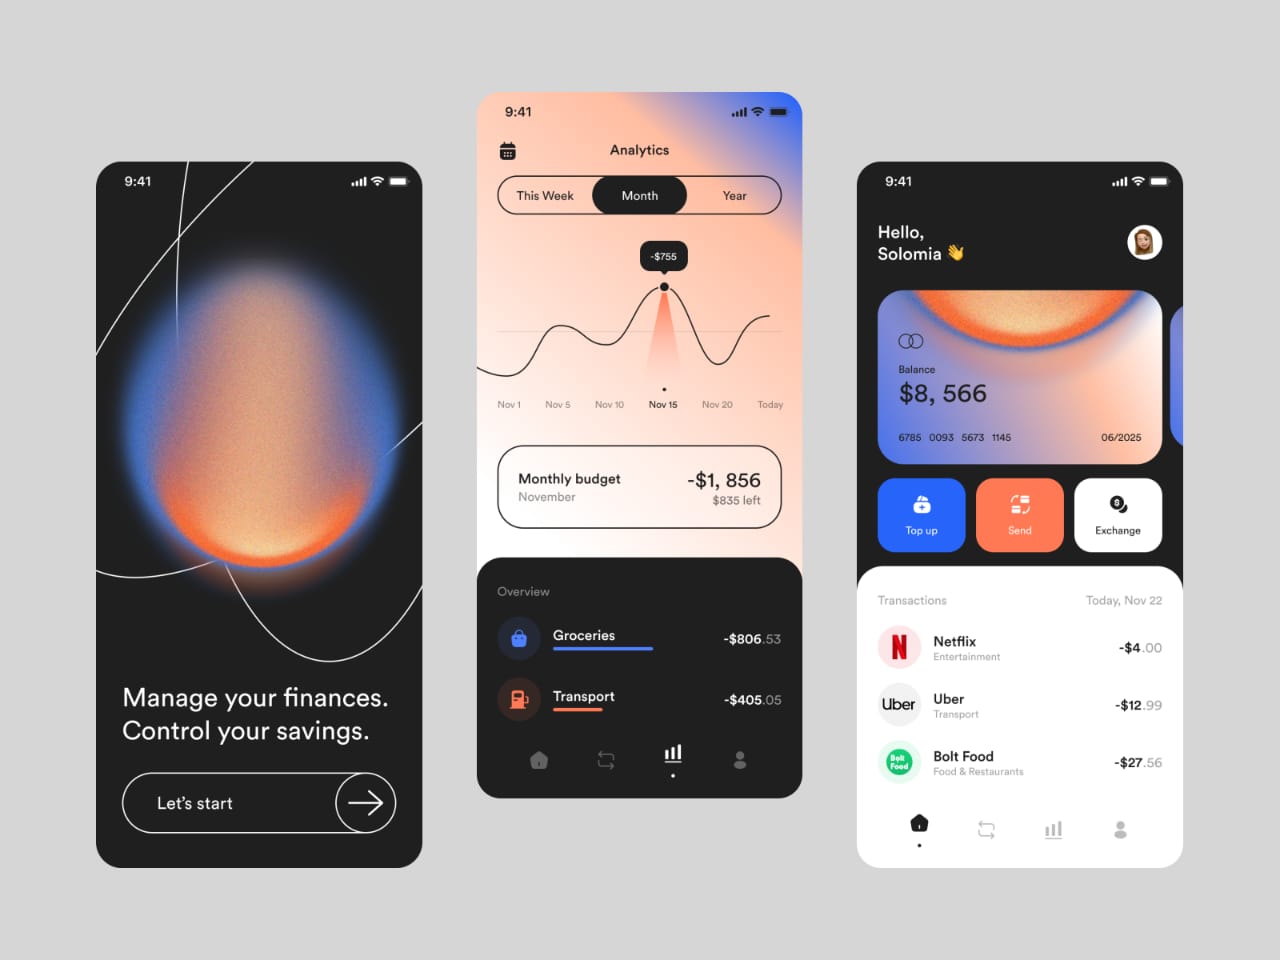 9:41
Manage your finances.
Control your savings.
Let's start
9:41
Analytics
This Week Month Year
-$755
Nov 1 Nov 5 Nov 10 Nov 15 Nov 20 Today
Monthly budget -$1, 856
November $835 left
Overview
Groceries -$806.53
Transport -$405.05
9:41
Hello,
Solomia 👋
Balance
$8, 566
6785 0093 5673 1145 06/2025
Top up Send Exchange
Transactions Today, Nov 22
N Netflix -$4.00
Entertainment
Uber Uber -$12.99
Transport
Bolt Food Bolt Food -$27.56
Food & Restaurants